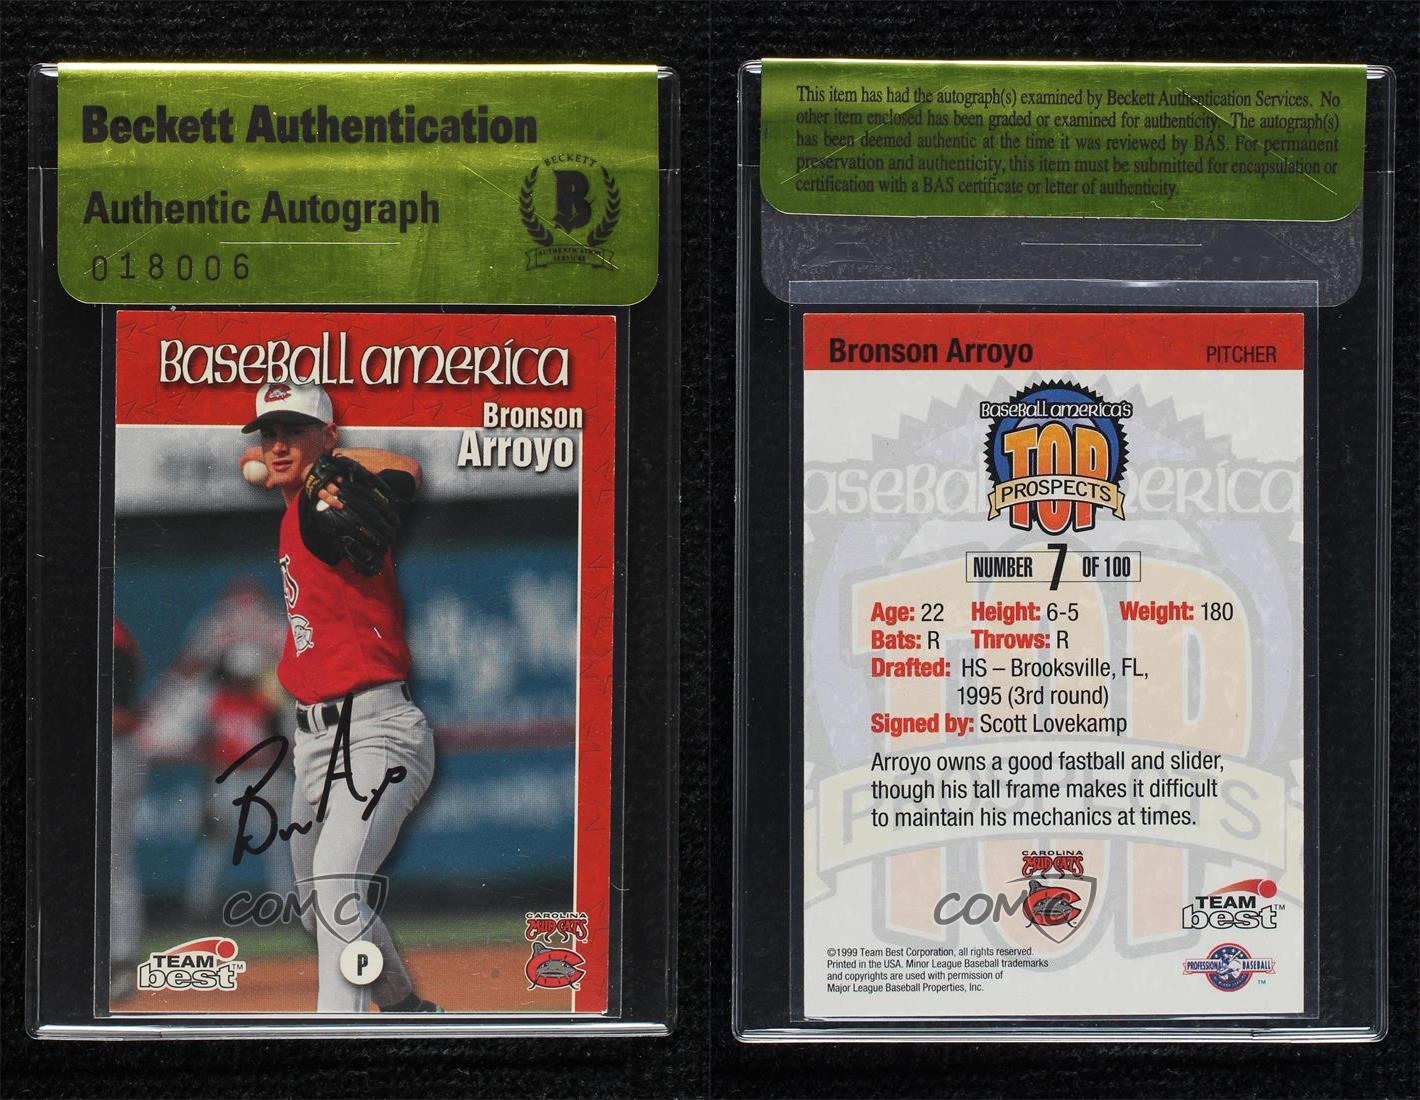 Beckett Authentication
Authentic Autograph
018006
BECKETT
B
AUTHENTICATION
SERVICES
Baseball america
Bronson
Arroyo
TEAM
best™
COMC
P
CAROLINA
MUDCATS
This item has had the autograph(s) examined by Beckett Authentication Services. No
other item enclosed has been graded or examined for authenticity. The autograph(s)
has been deemed authentic at the time it was reviewed by BAS. For permanent
preservation and authenticity, this item must be submitted for encapsulation or
certification with a BAS certificate or letter of authenticity.
Bronson Arroyo PITCHER
Baseball america's
TOP
PROSPECTS
NUMBER 7 OF 100
Age: 22 Height: 6-5 Weight: 180
Bats: R Throws: R
Drafted: HS – Brooksville, FL,
1995 (3rd round)
Signed by: Scott Lovekamp
Arroyo owns a good fastball and slider,
though his tall frame makes it difficult
to maintain his mechanics at times.
CAROLINA
MUDCATS
COMC
TEAM
best™
©1999 Team Best Corporation, all rights reserved.
Printed in the USA. Minor League Baseball trademarks
and copyrights are used with permission of
Major League Baseball Properties, Inc.
PROFESSIONAL BASEBALL
™